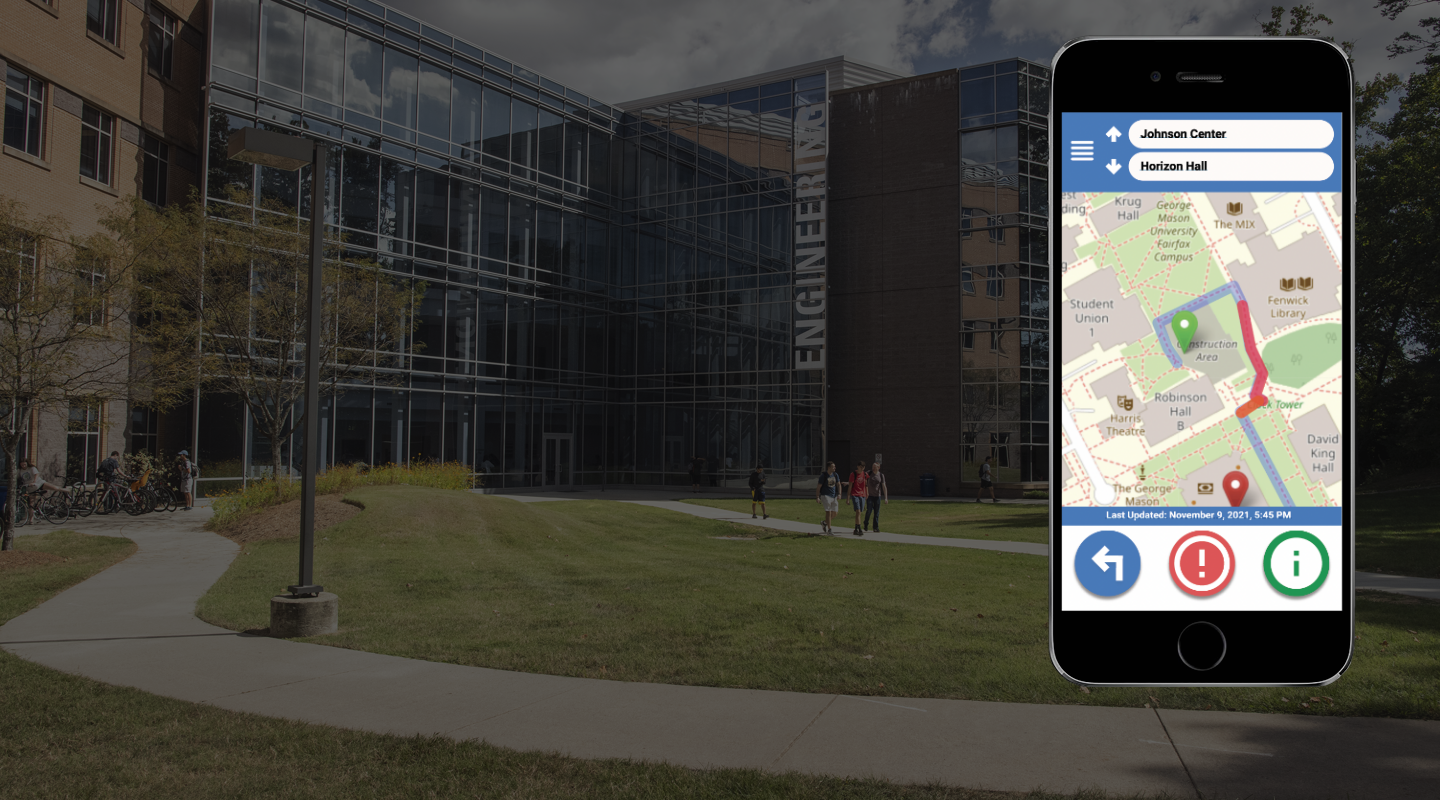 ENGINEERING
Johnson Center
Horizon Hall
Krug
Hall
George
Mason
University
Fairfax
Campus
The MIX
Student
Union
1
Fenwick
Library
Area
Robinson
Hall
B
Harris
Theatre
Tower
David
King
Hall
The George
Mason
Last Updated: November 9, 2021, 5:45 PM